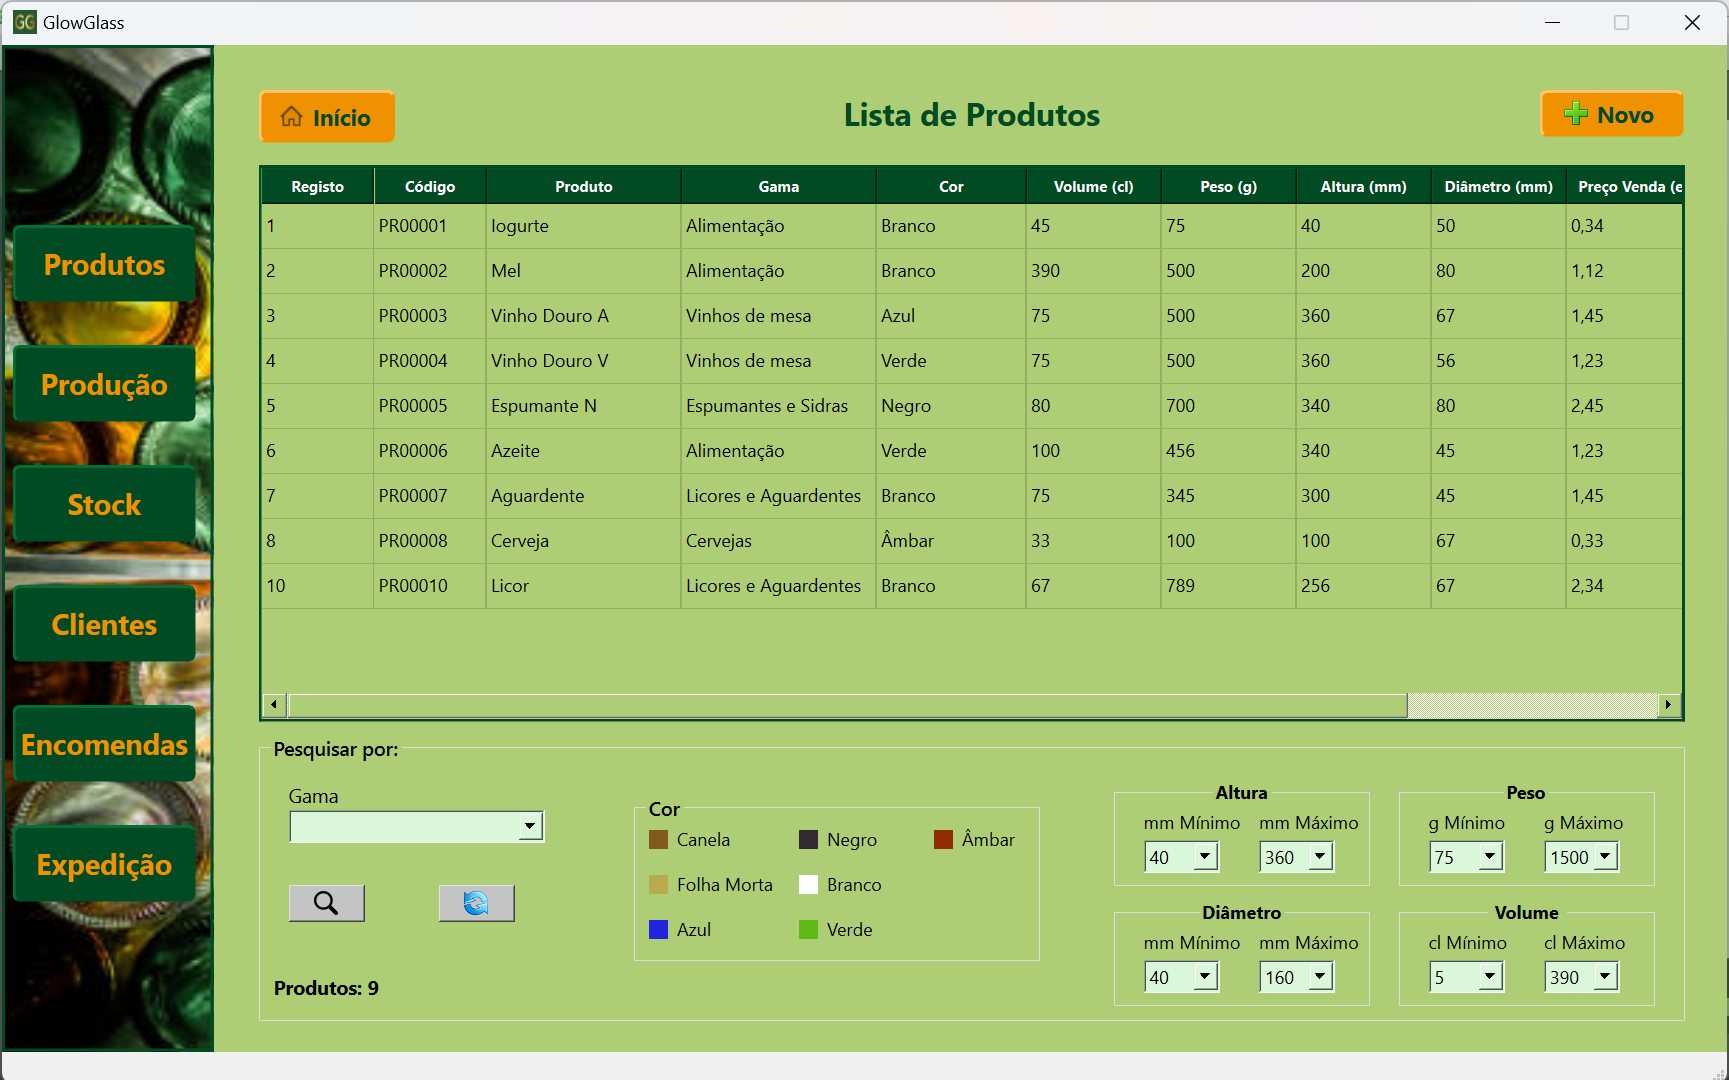 GG GlowGlass
Início
Lista de Produtos
Novo
Produtos
Produção
Stock
Clientes
Encomendas
Expedição
Registo Código Produto Gama Cor Volume (cl) Peso (g) Altura (mm) Diâmetro (mm) Preço Venda (e
1 PR00001 Iogurte Alimentação Branco 45 75 40 50 0,34
2 PR00002 Mel Alimentação Branco 390 500 200 80 1,12
3 PR00003 Vinho Douro A Vinhos de mesa Azul 75 500 360 67 1,45
4 PR00004 Vinho Douro V Vinhos de mesa Verde 75 500 360 56 1,23
5 PR00005 Espumante N Espumantes e Sidras Negro 80 700 340 80 2,45
6 PR00006 Azeite Alimentação Verde 100 456 340 45 1,23
7 PR00007 Aguardente Licores e Aguardentes Branco 75 345 300 45 1,45
8 PR00008 Cerveja Cervejas Âmbar 33 100 100 67 0,33
10 PR00010 Licor Licores e Aguardentes Branco 67 789 256 67 2,34
Pesquisar por:
Gama
Produtos: 9
Cor
Canela Negro Âmbar
Folha Morta Branco
Azul Verde
Altura
mm Mínimo mm Máximo
40 360
Peso
g Mínimo g Máximo
75 1500
Diâmetro
mm Mínimo mm Máximo
40 160
Volume
cl Mínimo cl Máximo
5 390